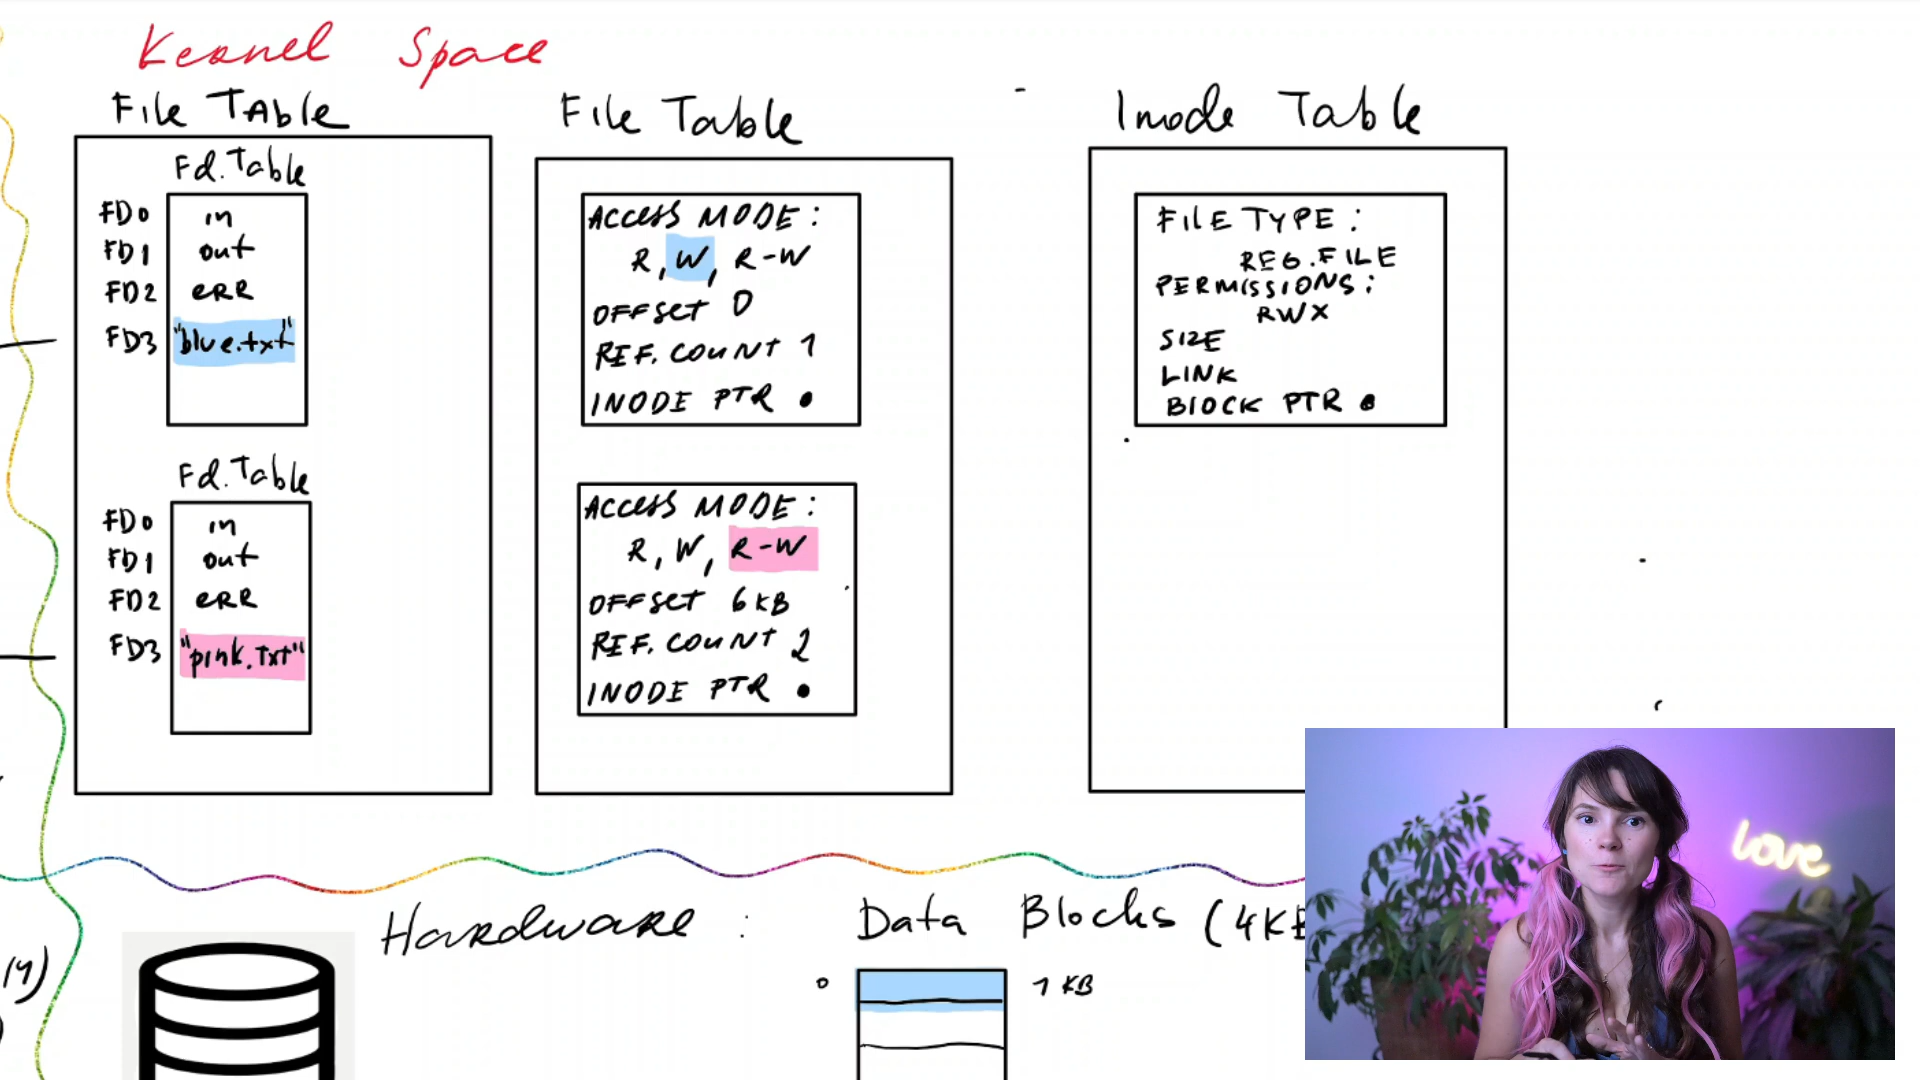 Kernel Space
File TAble
Fd. Table
FD0 in
FD1 out
FD2 eRR
FD3 "blue.txt"
Fd. Table
FD0 in
FD1 out
FD2 eRR
FD3 "pink.txt"
File Table
ACCESS MODE:
R, W, R-W
OFFSET 0
REF. COUNT 1
INODE PTR
ACCESS MODE:
R, W, R-W
OFFSET 6 KB
REF. COUNT 2
INODE PTR
Inode Table
FILE TYPE:
REG. FILE
PERMISSIONS:
RWX
SIZE
LINK
BLOCK PTR
Hardware:
Data Blocks (4KB
0
1 KB
love